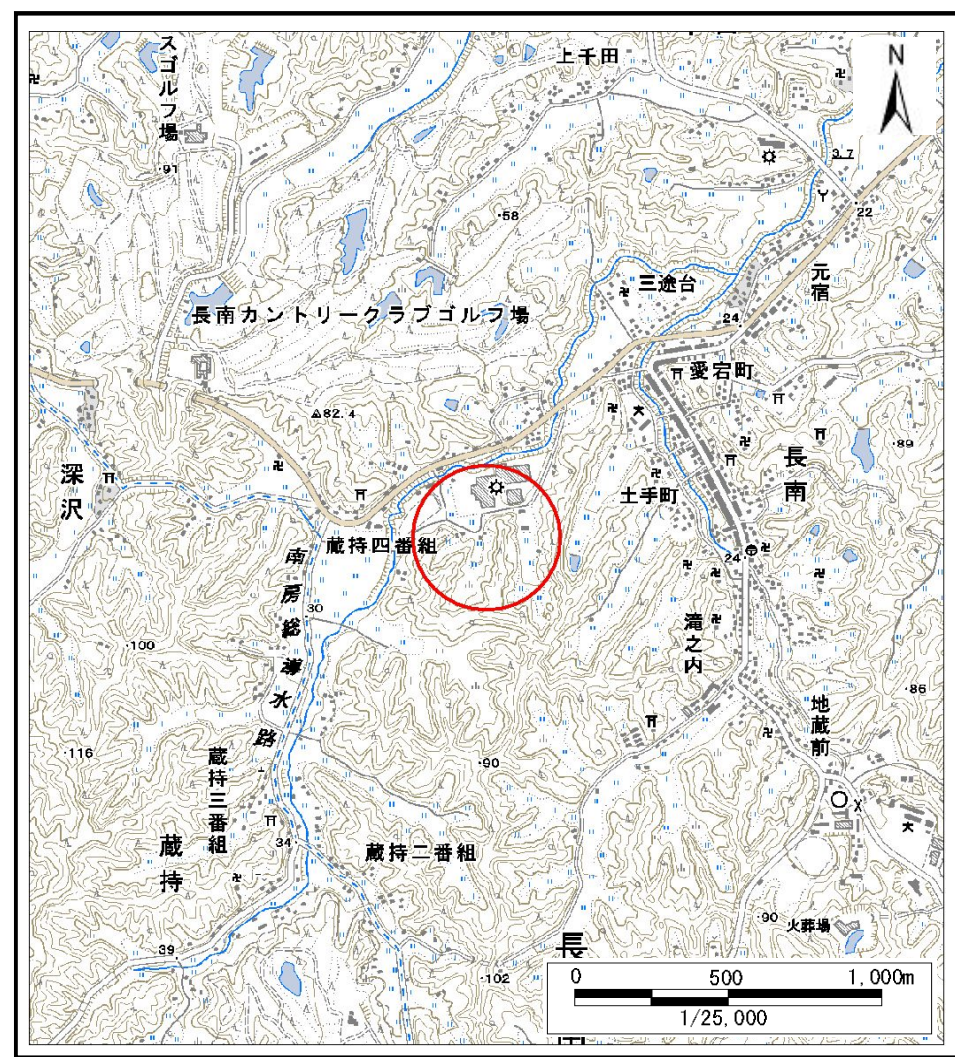 スゴルフ場
上千田
N
・91
3.7
・58
22
元宿
三途台
長南カントリークラブゴルフ場
24
愛宕町
82.4
・89
深沢
長南
土手町
蔵持四番組
24
南房総導水路
30
滝之内
・100
・86
地蔵前
・116
蔵持三番組
・90
34
蔵持
蔵持二番組
・90
火葬場
39
長
・102
0 500 1,000m
1/25,000